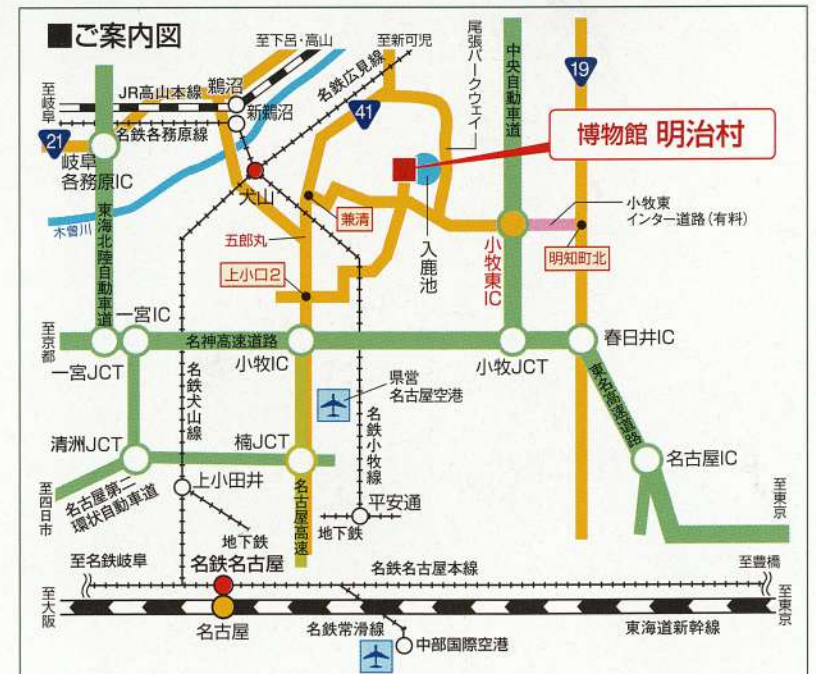 ■ご案内図
至下呂・高山
至新可児
尾張パークウェイ
中央自動車道
19
至岐阜
JR高山本線
鵜沼
新鵜沼
名鉄広見線
41
21
名鉄各務原線
岐阜
各務原IC
博物館 明治村
犬山
兼清
入鹿池
小牧東
インター道路(有料)
木曽川
東海北陸自動車道
五郎丸
小牧東IC
明知町北
上小口2
一宮IC
至京都
名神高速道路
一宮JCT
小牧IC
小牧JCT
春日井IC
名鉄犬山線
県営
名古屋空港
名鉄小牧線
東名高速道路
清洲JCT
楠JCT
名古屋IC
至四日市
名古屋第二
環状自動車道
上小田井
名古屋高速
平安通
至東京
地下鉄
地下鉄
至名鉄岐阜
名鉄名古屋
名鉄名古屋本線
至豊橋
至大阪
至東京
名古屋
名鉄常滑線
中部国際空港
東海道新幹線